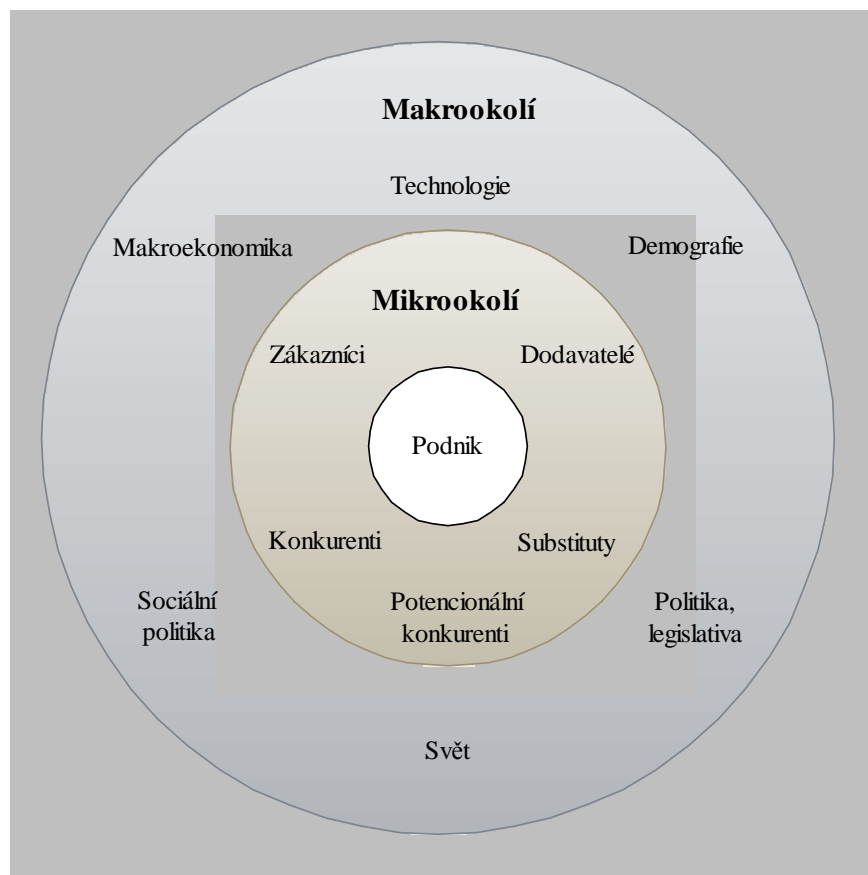 Makrookolí
Technologie
Makroekonomika
Demografie
Mikrookolí
Zákazníci
Dodavatelé
Podnik
Konkurenti
Substituty
Sociální
politika
Potencionální
konkurenti
Politika,
legislativa
Svět